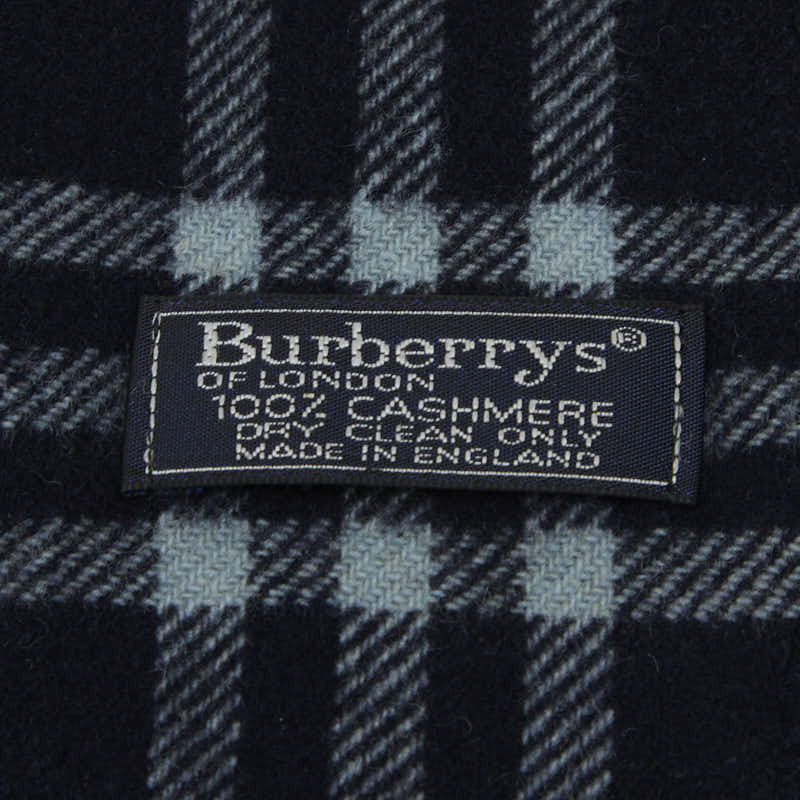 Burberrys®
OF LONDON
100% CASHMERE
DRY CLEAN ONLY
MADE IN ENGLAND